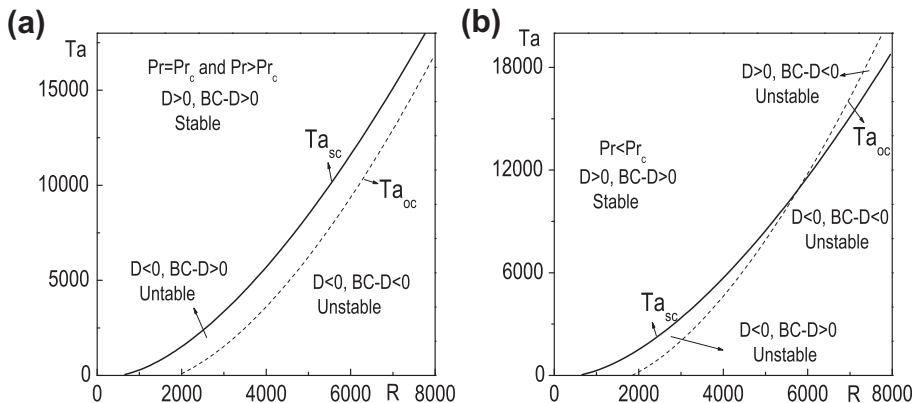 (a)
Ta
15000
10000
5000
0
Pr=Pr_c and Pr>Pr_c
D>0, BC-D>0
Stable
Ta_sc
Ta_oc
D<0, BC-D>0
Untable
D<0, BC-D<0
Unstable
0 2000 4000 6000 R 8000
(b)
Ta
18000
12000
6000
0
D>0, BC-D<0
Unstable
Ta_oc
Pr<Pr_c
D>0, BC-D>0
Stable
D<0, BC-D<0
Unstable
Ta_sc
D<0, BC-D>0
Unstable
0 2000 4000 6000 R 8000